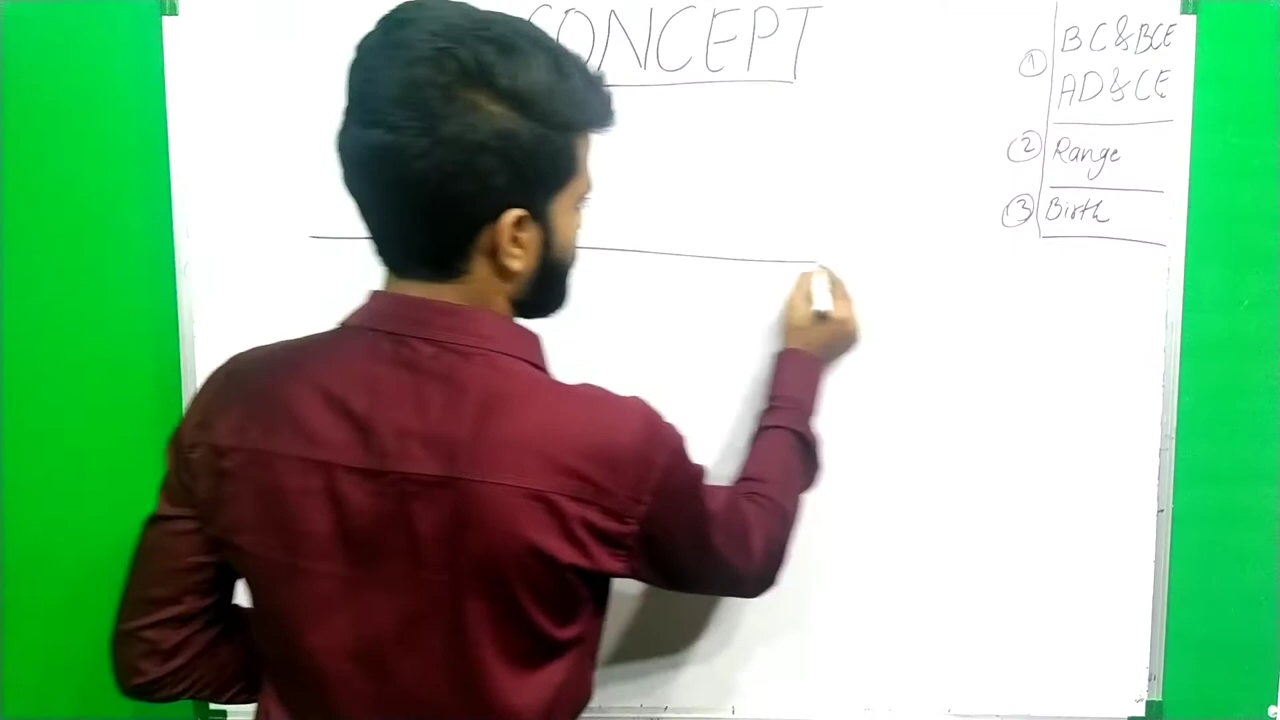 CONCEPT
① BC & BCE
AD & CE
② Range
③ Birth